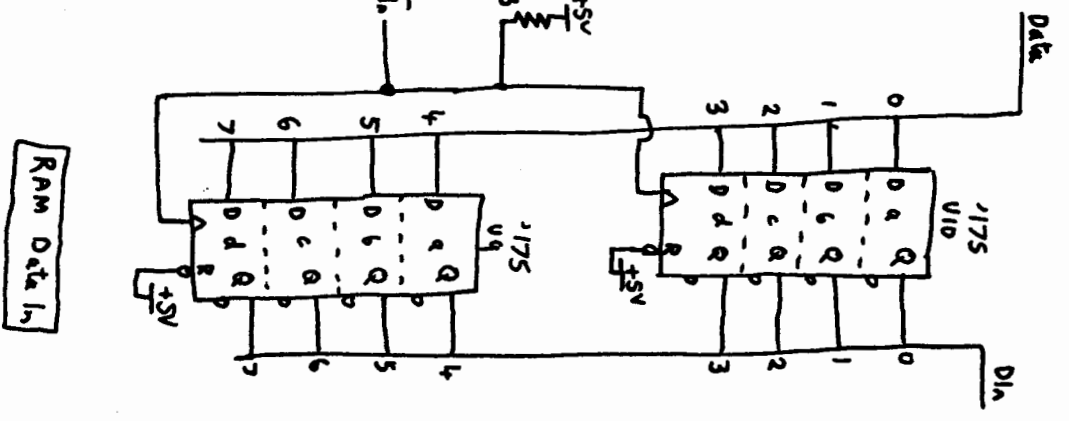 Data
DIn
'175
U10
0 D a Q 0
1 D b Q 1
2 D c Q 2
3 D d Q 3
R
+5V
+5V
'175
U9
4 D a Q 4
5 D b Q 5
6 D c Q 6
7 D d Q 7
R
+5V
RAM Data In